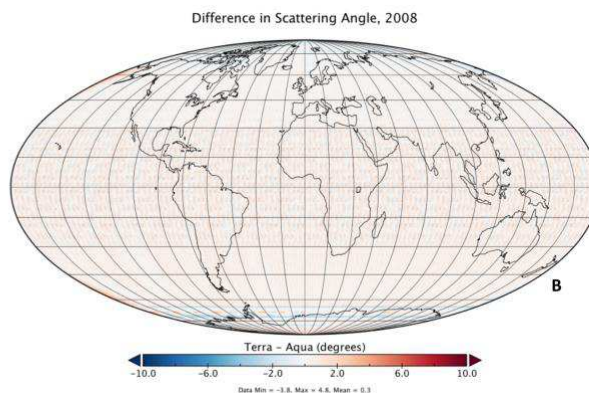 Difference in Scattering Angle, 2008
B
Terra - Aqua (degrees)
-10.0 -6.0 -2.0 2.0 6.0 10.0
Data Min = -3.8, Max = 4.8, Mean = 0.3